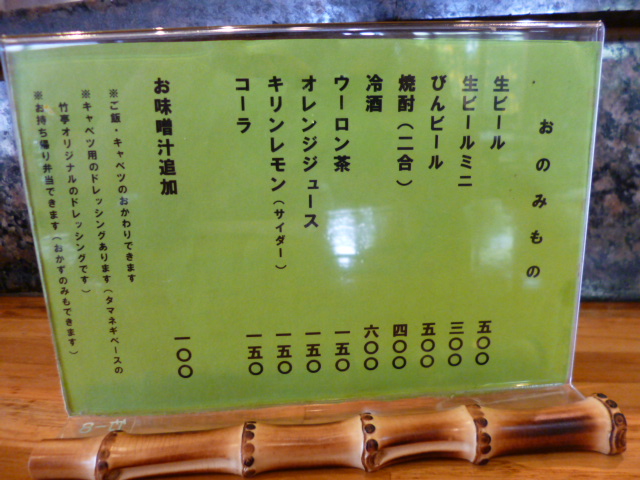 おのみもの
生ビール 五〇〇
生ビールミニ 三〇〇
びんビール 五〇〇
焼酎(二合) 四〇〇
冷酒 六〇〇
ウーロン茶 一五〇
オレンジジュース 一五〇
キリンレモン(サイダー) 一五〇
コーラ 一五〇
お味噌汁追加 一〇〇
※ご飯・キャベツのおかわりできます
※キャベツ用のドレッシングあります(タマネギベースの
竹亭オリジナルのドレッシングです)
※お持ち帰り弁当できます(おかずのみもできます)